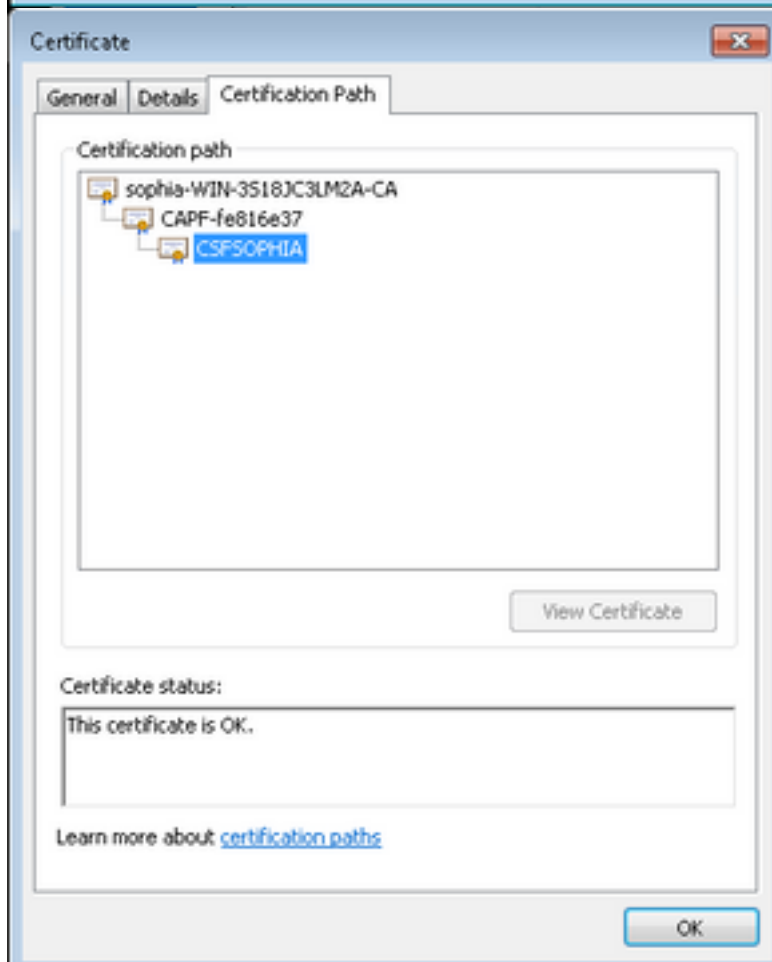 Certificate
General Details Certification Path
Certification path
sophia-WIN-3S18JC3LM2A-CA
CAPF-fe816e37
CSFSOPHIA
View Certificate
Certificate status:
This certificate is OK.
Learn more about certification paths
OK